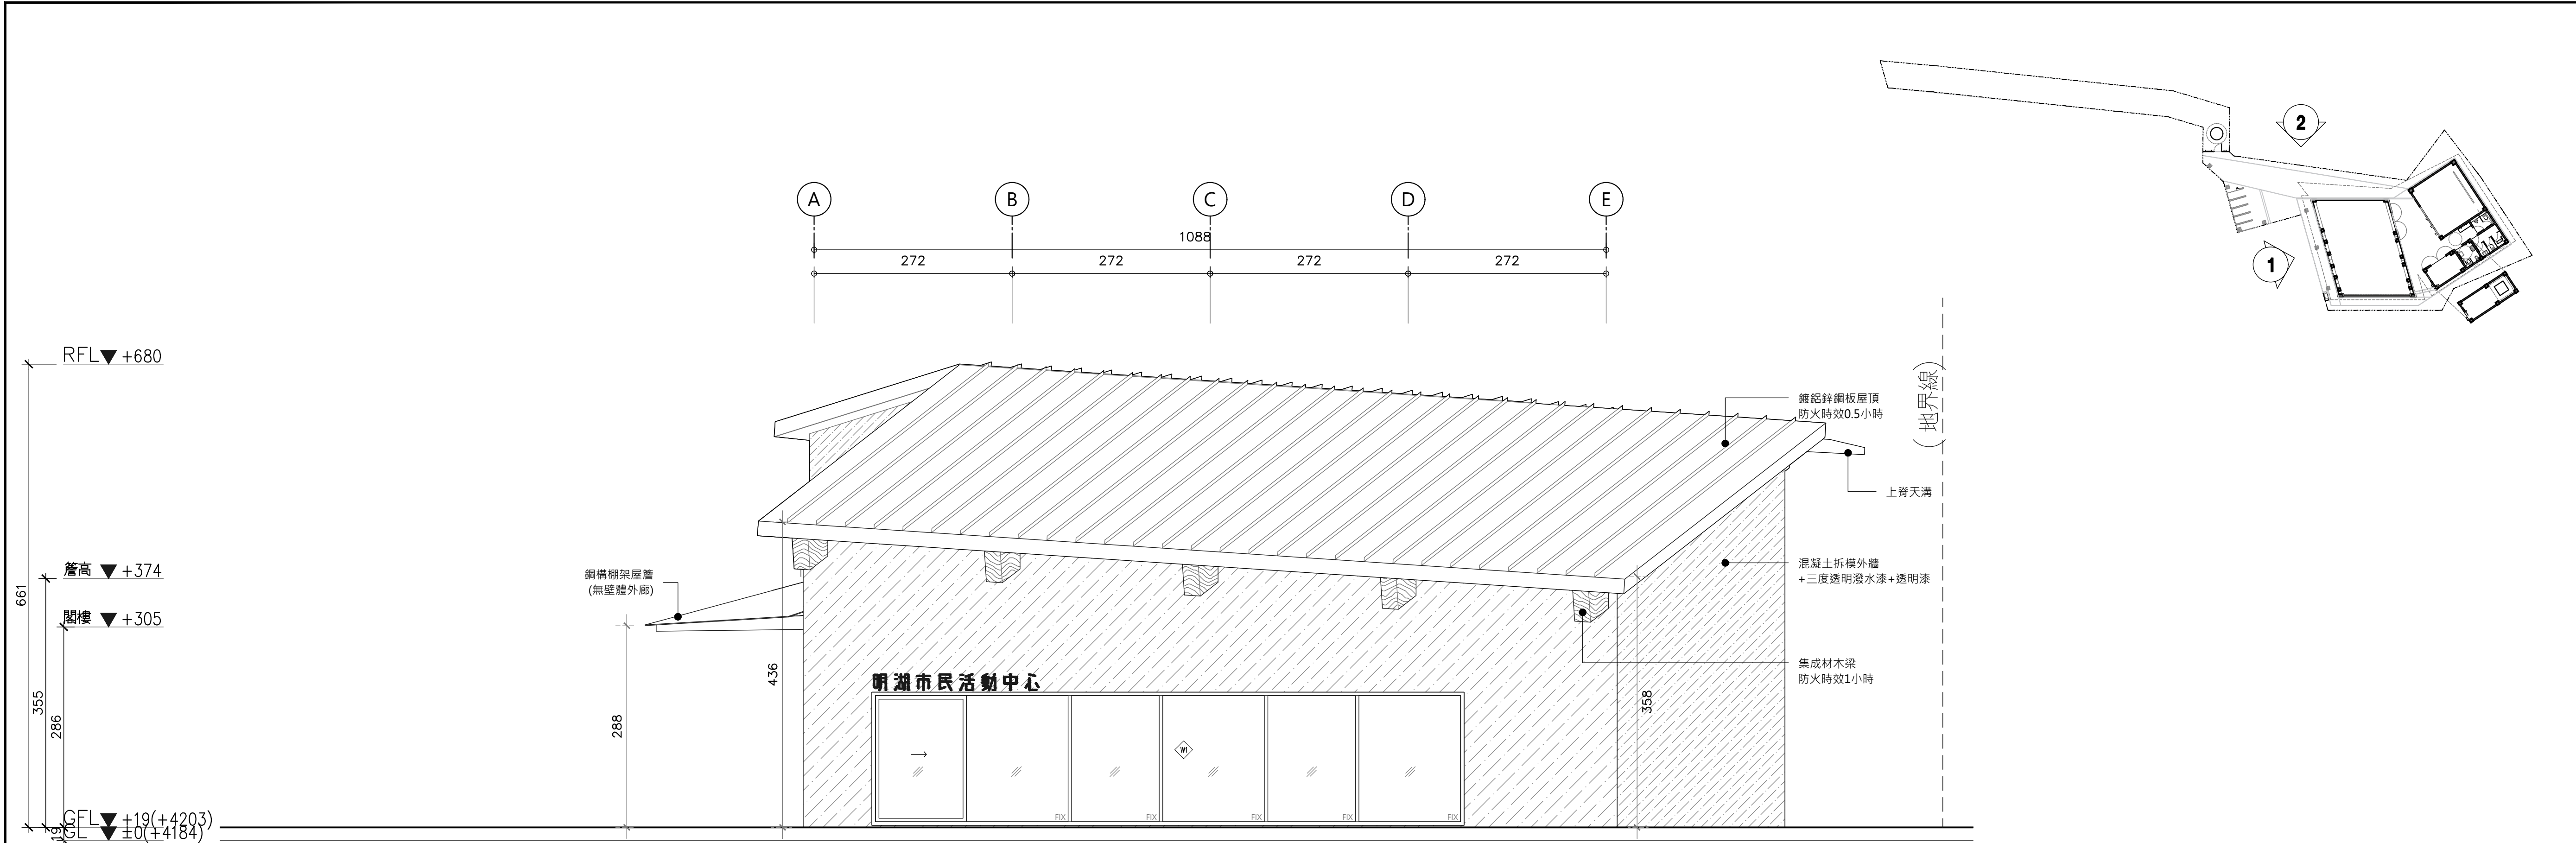 2
1
A
B
C
D
E
1088
272
272
272
272
RFL▼ +680
簷高 ▼ +374
閣樓 ▼ +305
GFL▼ +19(+4203)
GL ▼ ±0(+4184)
661
355
286
19
鋼構棚架屋簷
(無壁體外廊)
288
436
358
明湖市民活動中心
W1
FIX
FIX
FIX
FIX
FIX
鍍鋁鋅鋼板屋頂
防火時效0.5小時
上脊天溝
混凝土拆模外牆
+三度透明潑水漆+透明漆
集成材木梁
防火時效1小時
(地界線)